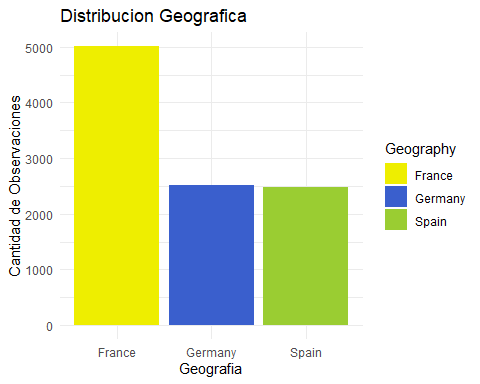 Distribucion Geografica
Cantidad de Observaciones
5000
4000
3000
2000
1000
0
France
Germany
Spain
Geografia
Geography
France
Germany
Spain